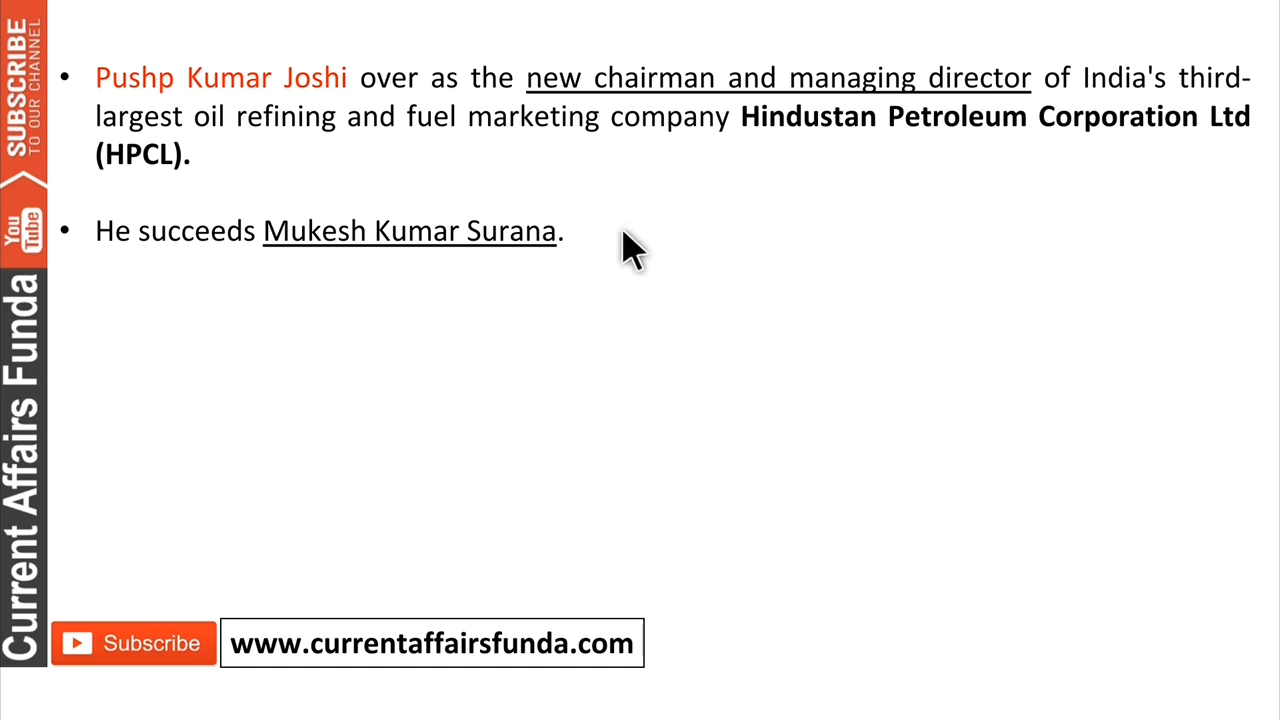 • Pushp Kumar Joshi over as the new chairman and managing director of India's third-
largest oil refining and fuel marketing company Hindustan Petroleum Corporation Ltd
(HPCL).
• He succeeds Mukesh Kumar Surana.
SUBSCRIBE
TO OUR CHANNEL
You
Tube
Current Affairs Funda
Subscribe
www.currentaffairsfunda.com